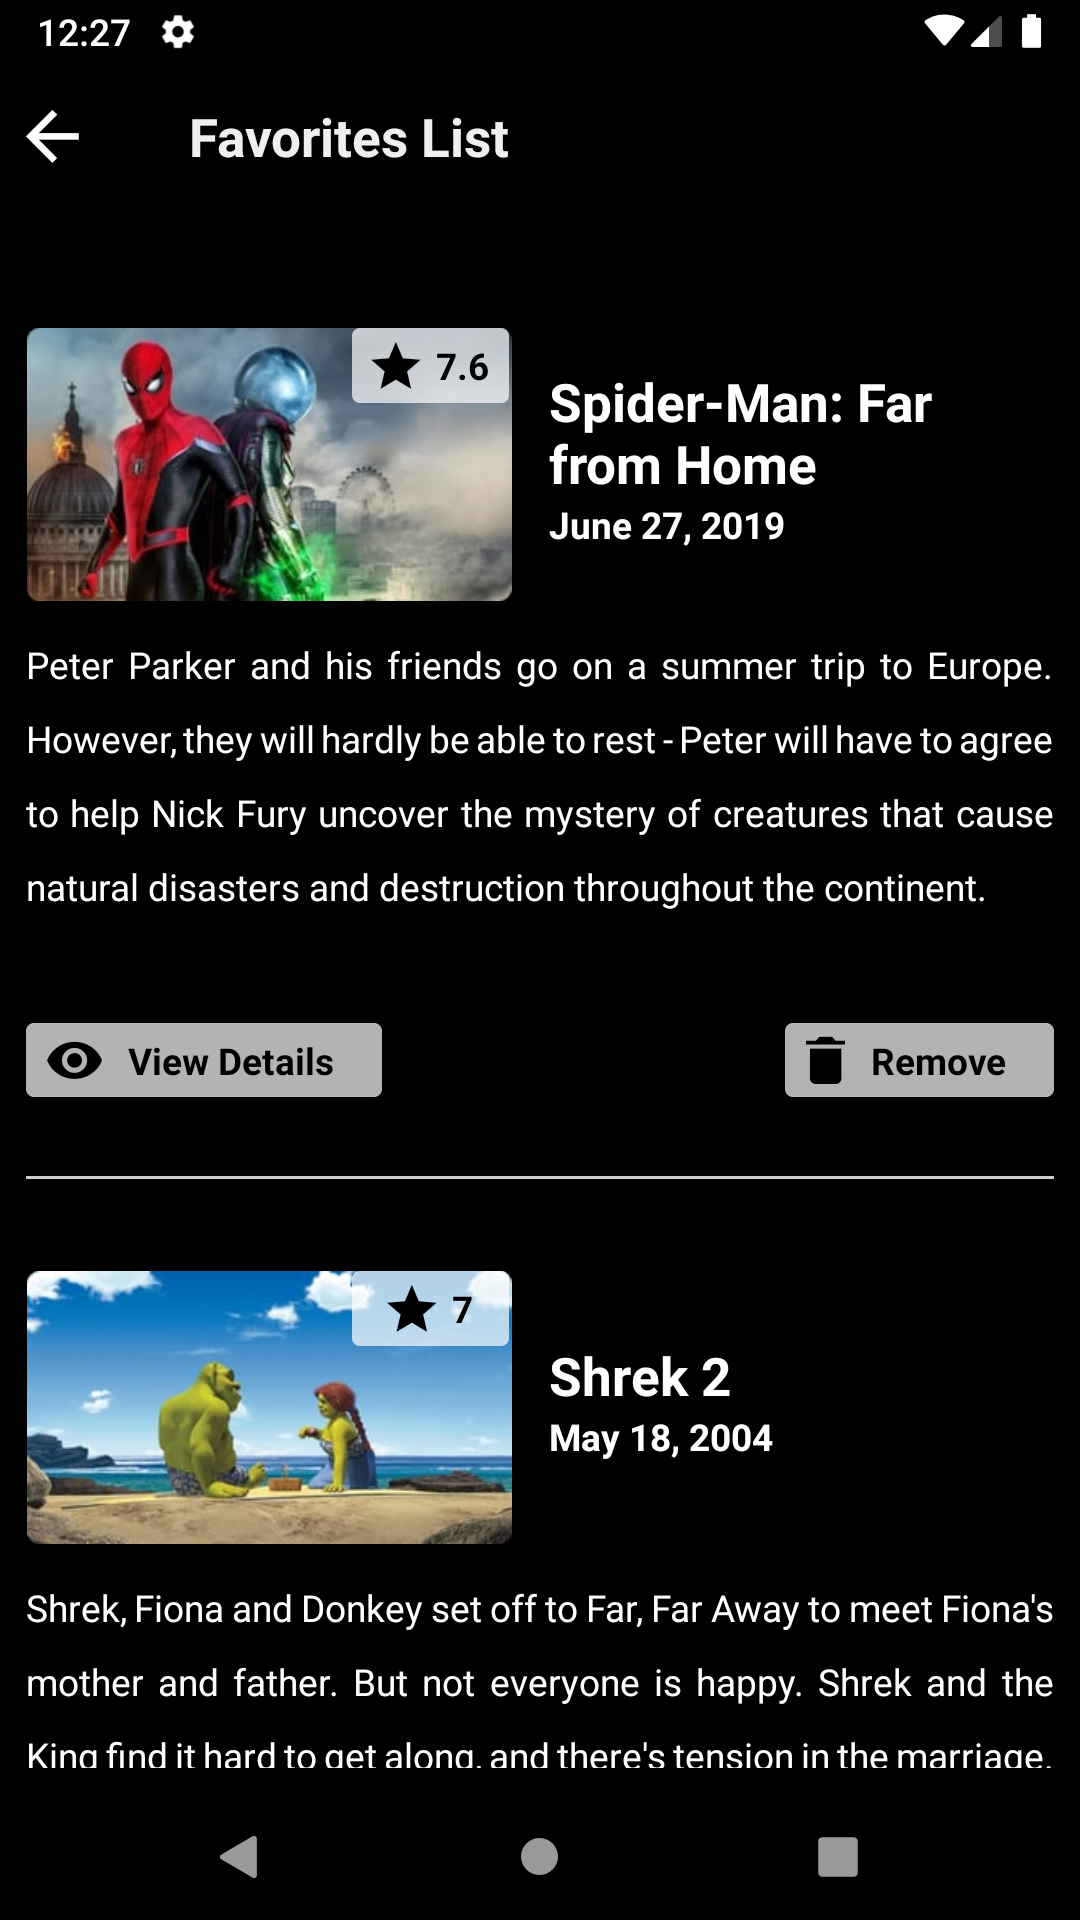 12:27
Favorites List
7.6
Spider-Man: Far
from Home
June 27, 2019
Peter Parker and his friends go on a summer trip to Europe.
However, they will hardly be able to rest - Peter will have to agree
to help Nick Fury uncover the mystery of creatures that cause
natural disasters and destruction throughout the continent.
View Details
Remove
7
Shrek 2
May 18, 2004
Shrek, Fiona and Donkey set off to Far, Far Away to meet Fiona's
mother and father. But not everyone is happy. Shrek and the
King find it hard to get along, and there's tension in the marriage.